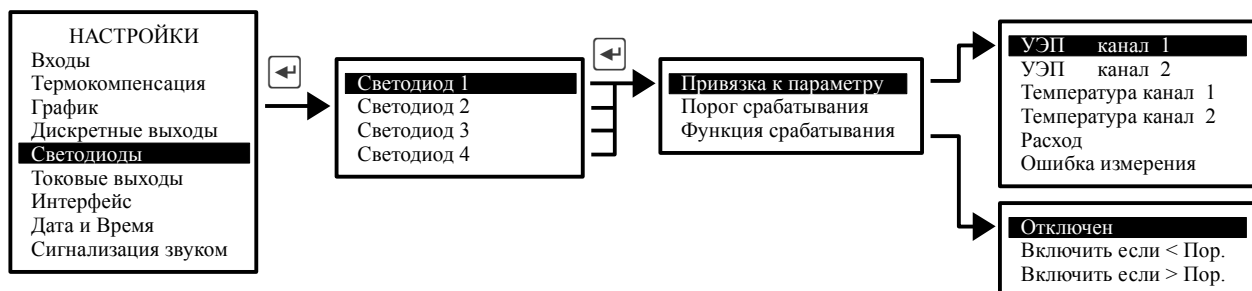 НАСТРОЙКИ
Входы
Термокомпенсация
График
Дискретные выходы
Светодиоды
Токовые выходы
Интерфейс
Дата и Время
Сигнализация звуком
Светодиод 1
Светодиод 2
Светодиод 3
Светодиод 4
Привязка к параметру
Порог срабатывания
Функция срабатывания
УЭП канал 1
УЭП канал 2
Температура канал 1
Температура канал 2
Расход
Ошибка измерения
Отключен
Включить если < Пор.
Включить если > Пор.